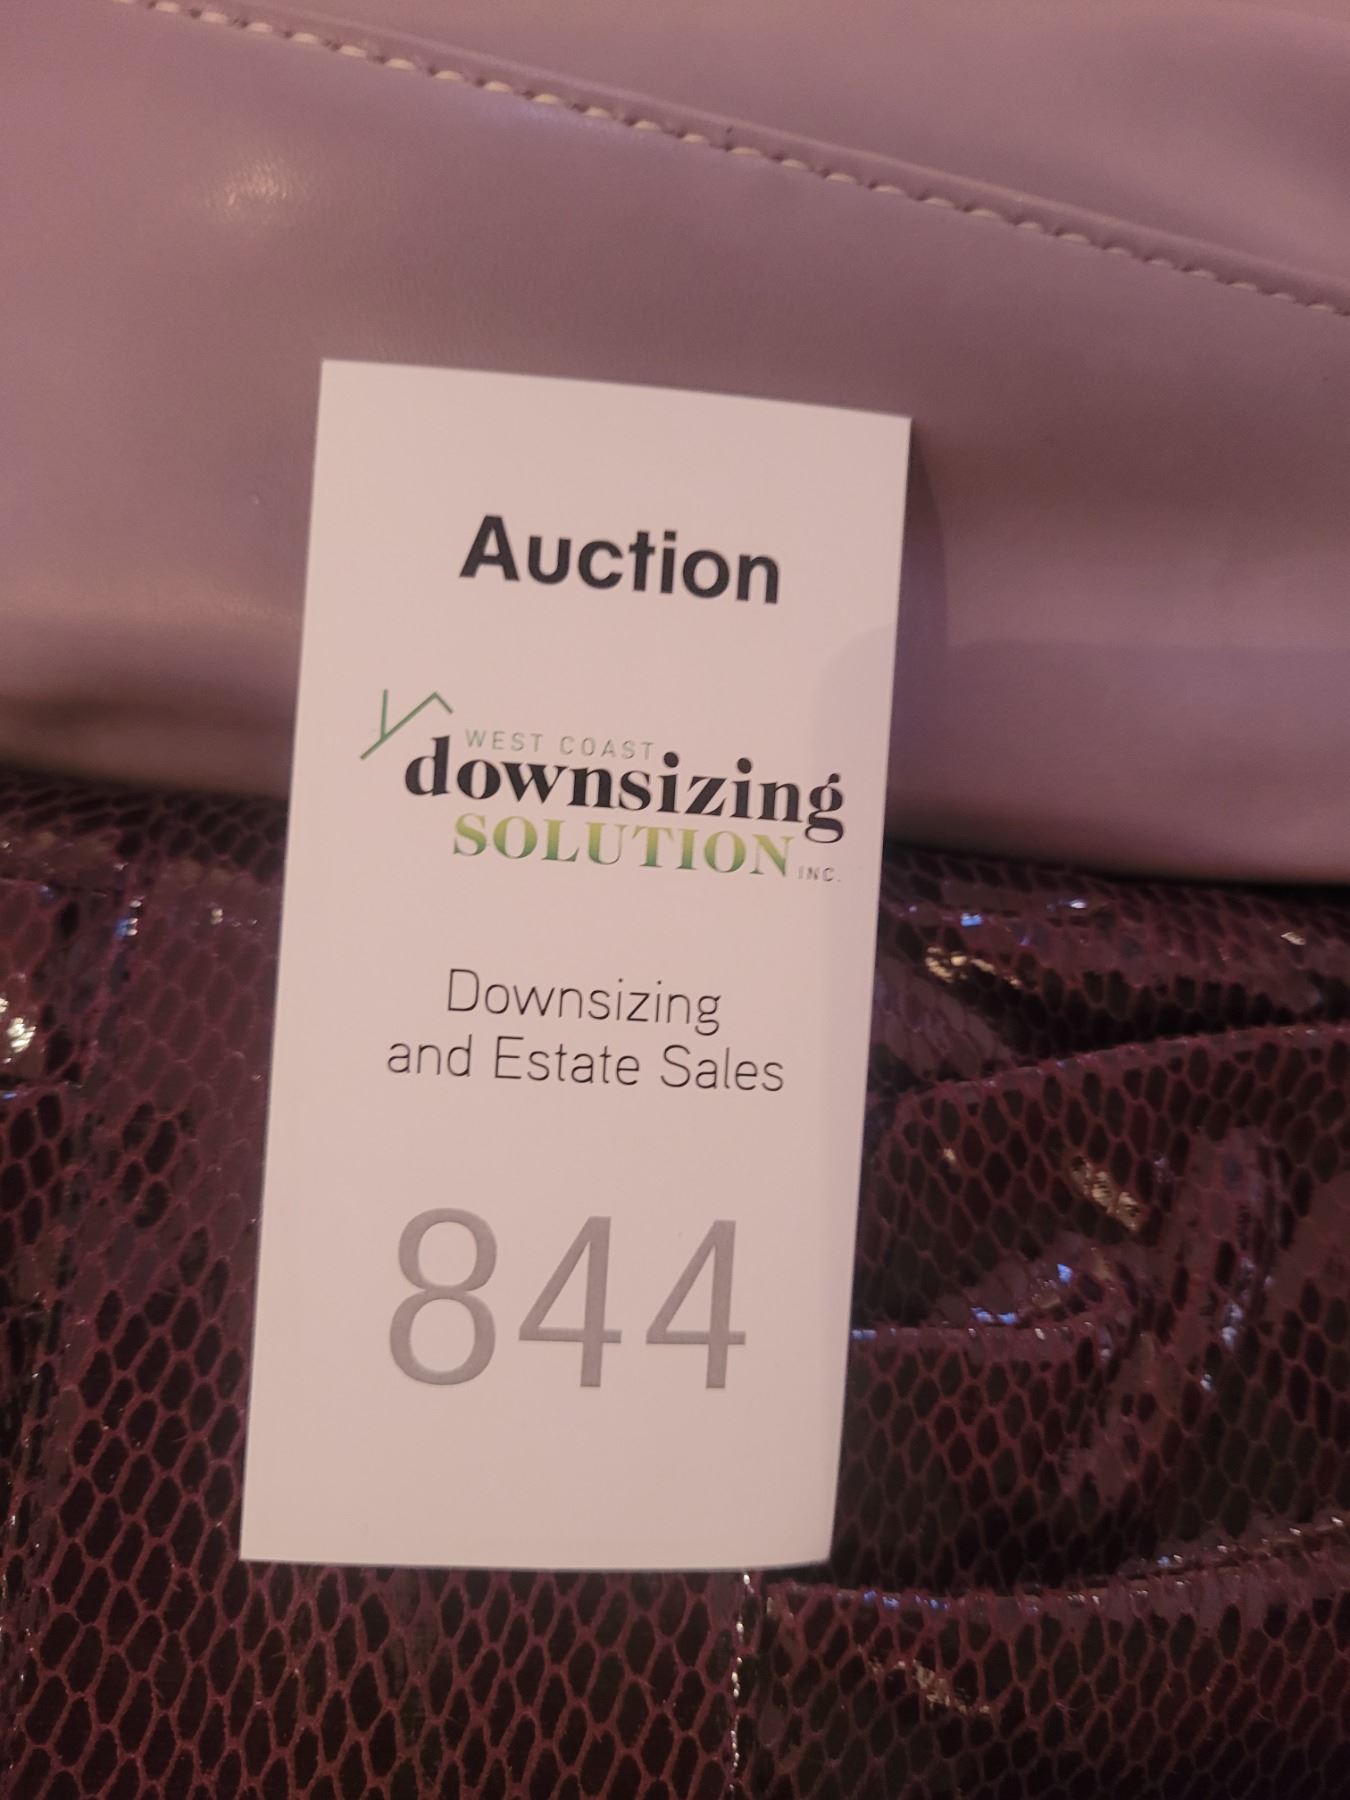 Auction
WEST COAST
downsizing
SOLUTION INC.
Downsizing
and Estate Sales
844